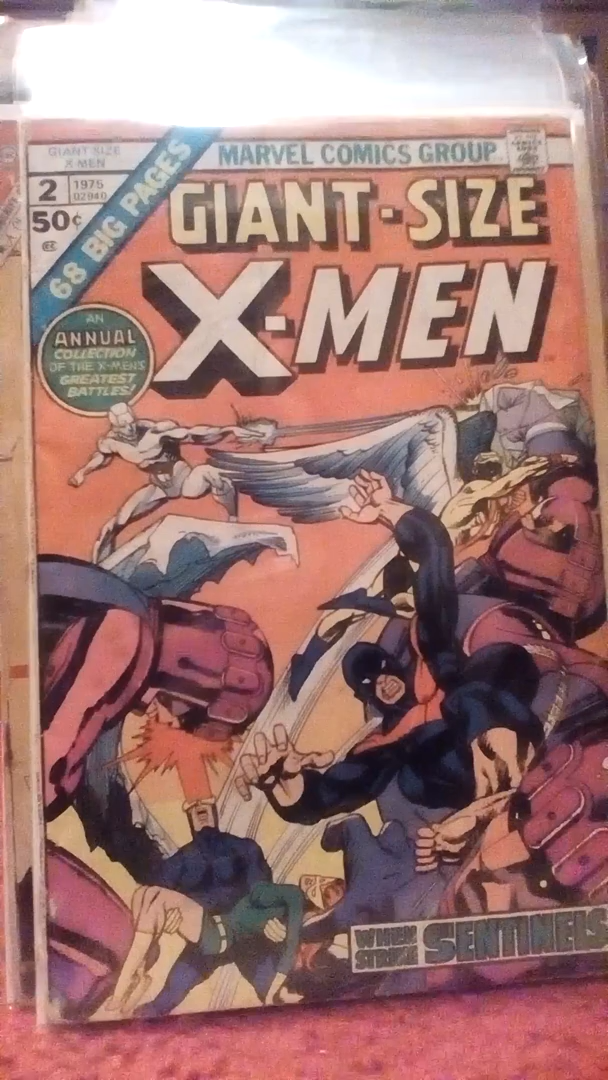 GIANT-SIZE
X-MEN
2
1975
02940
50¢
68 BIG PAGES
MARVEL COMICS GROUP
GIANT-SIZE
X-MEN
AN
ANNUAL
COLLECTION
OF THE X-MEN'S
GREATEST
BATTLES!
WHEN
STRIKE
SENTINELS